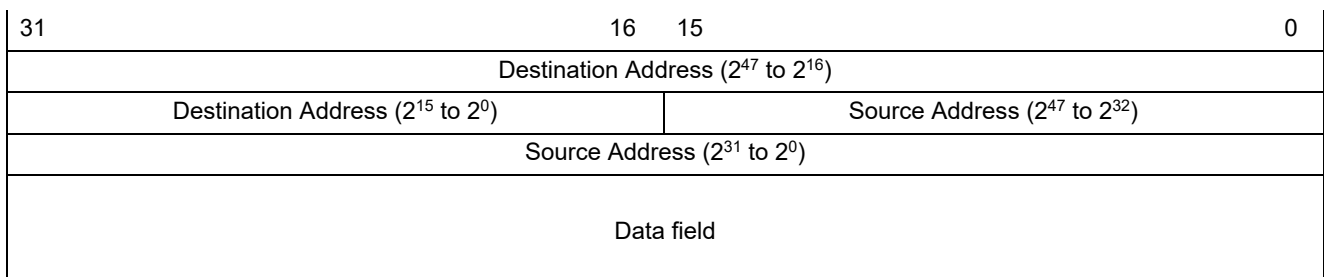 31 16 15 0
Destination Address (2⁴⁷ to 2¹⁶)
Destination Address (2¹⁵ to 2⁰) Source Address (2⁴⁷ to 2³²)
Source Address (2³¹ to 2⁰)
Data field